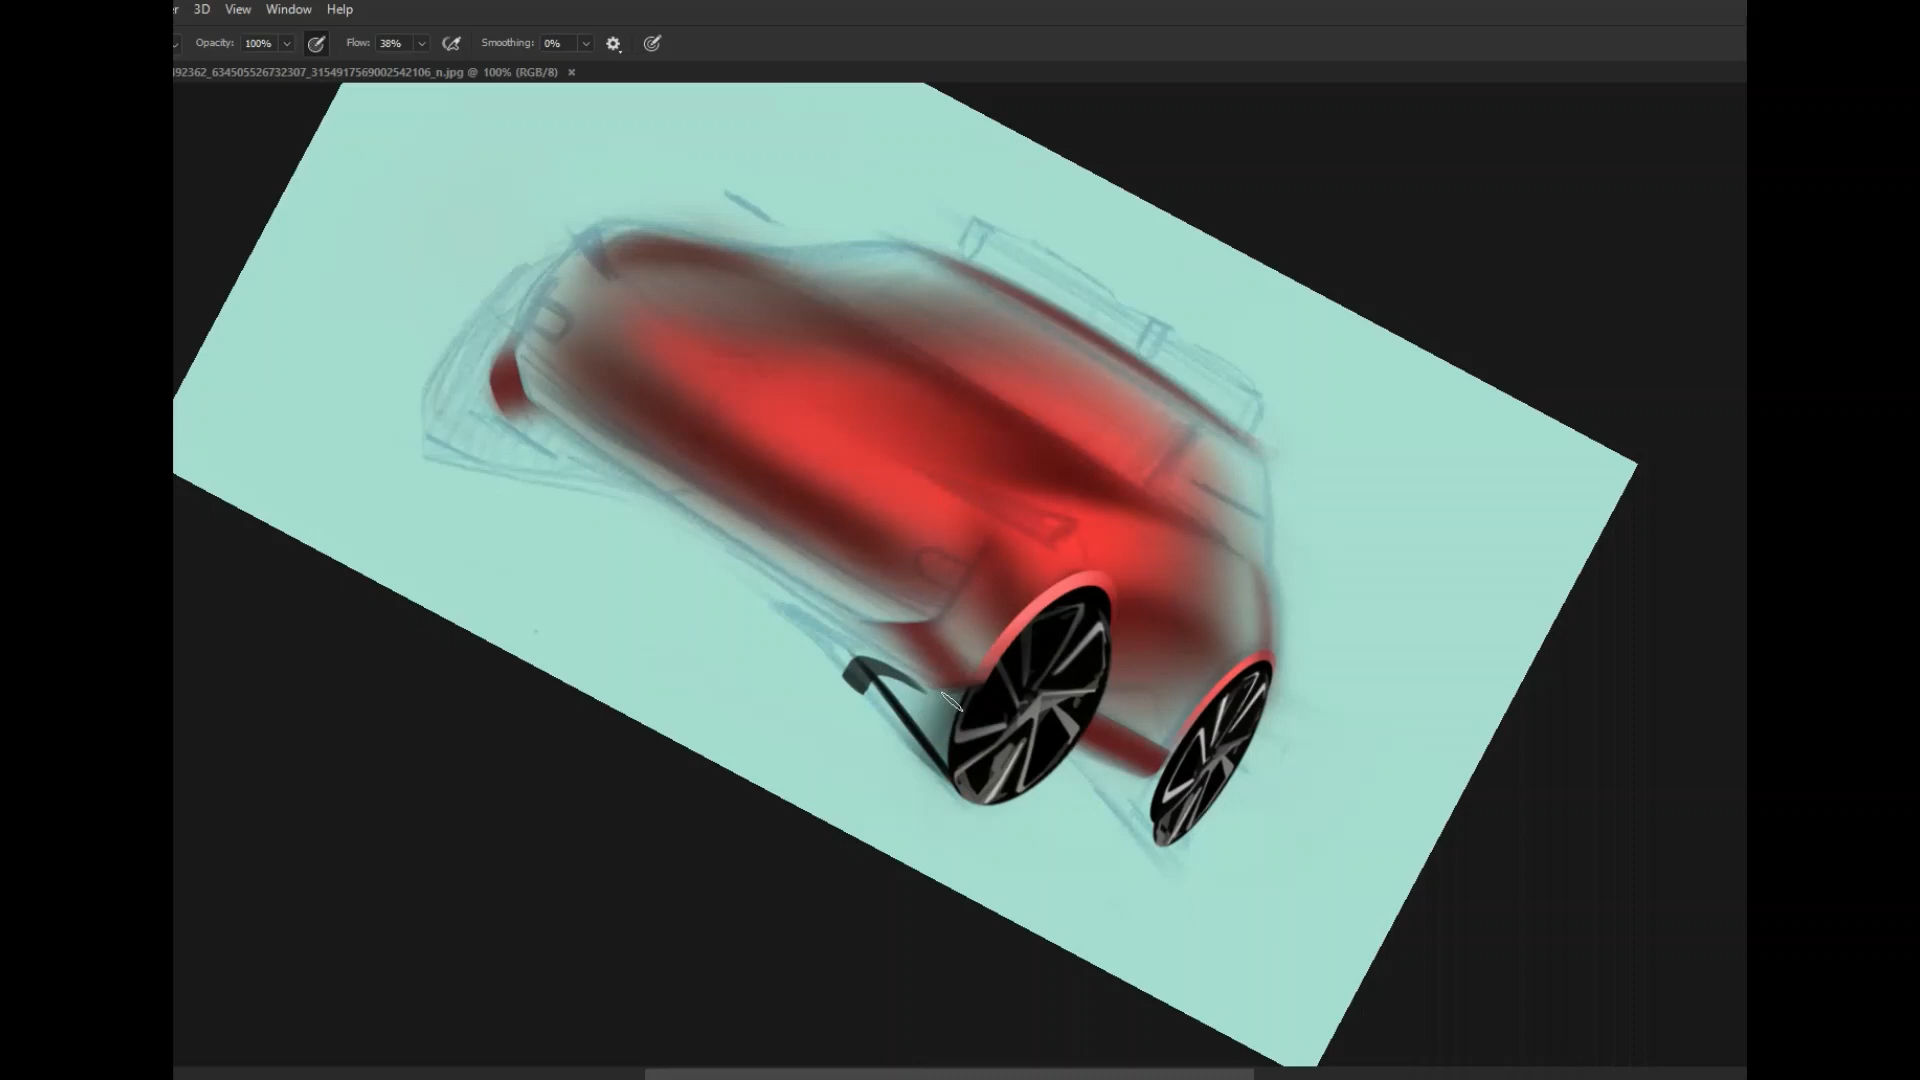 3D View Window Help
Opacity: 100% Flow: 38% Smoothing: 0%
92362_634505526732307_3154917569002542106_n.jpg @ 100% (RGB/8) ×